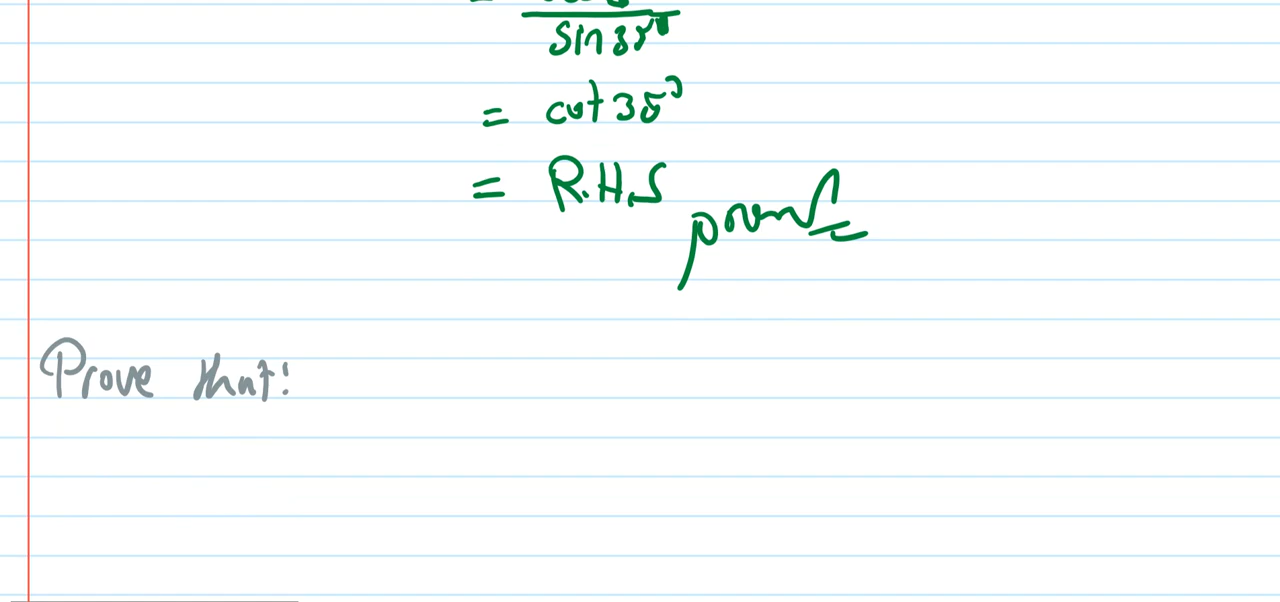 sin 35°
= cot 35°
= R.H.S
proved
Prove that: